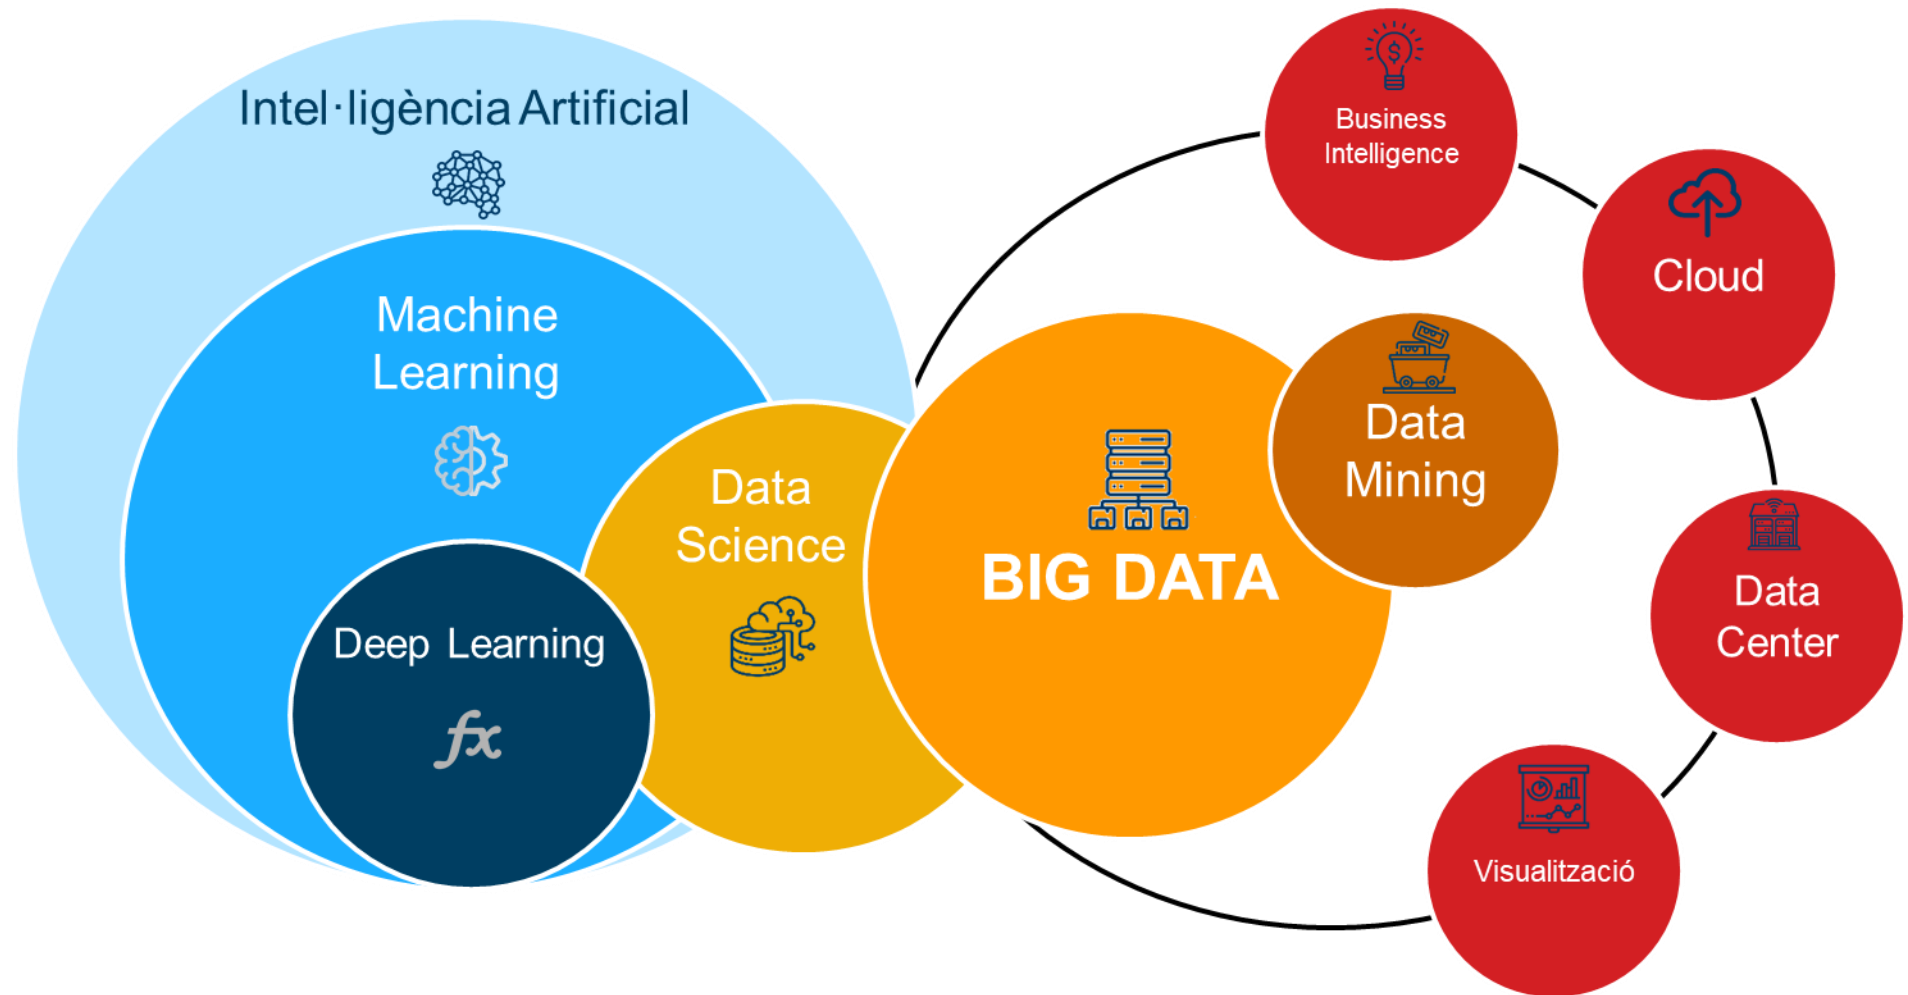 Intel·ligència Artificial
Machine
Learning
Deep Learning
fx
Data
Science
BIG DATA
Data
Mining
$
Business
Intelligence
Cloud
Data
Center
Visualització